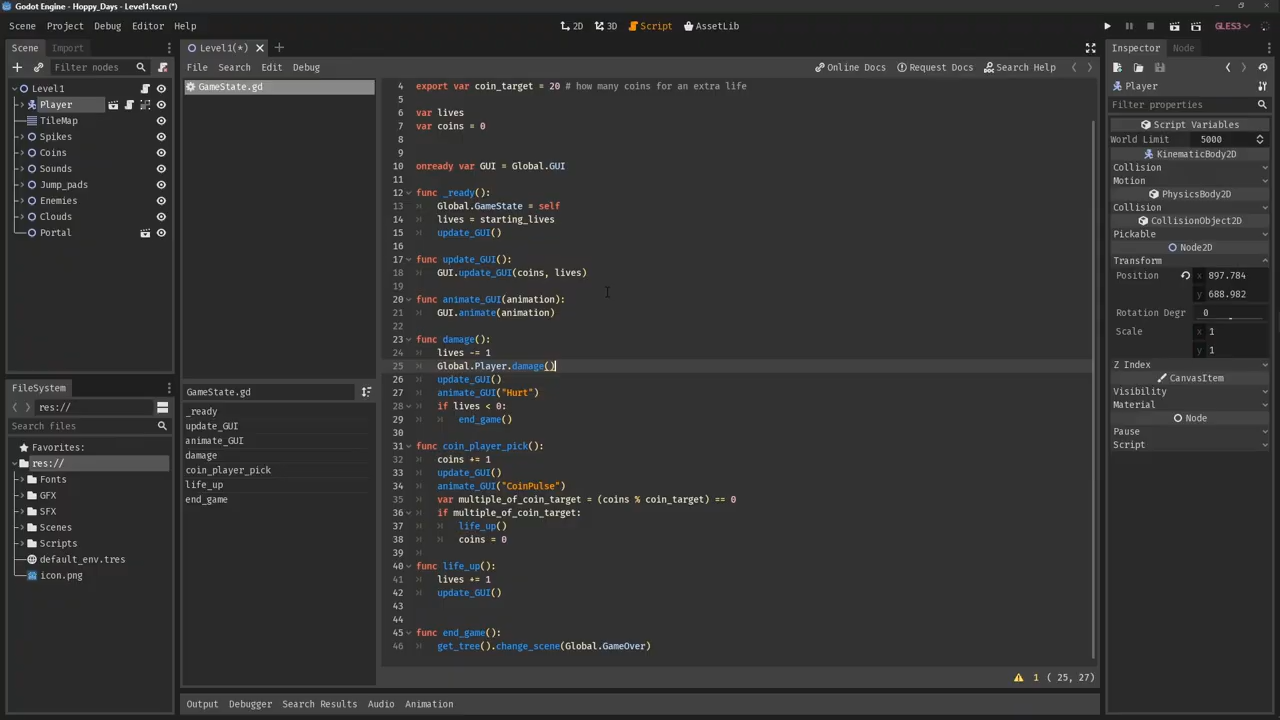 Godot Engine - Hoppy_Days - Level1.tscn (*)
Scene Project Debug Editor Help
2D 3D Script AssetLib
GLES3
Scene Import
Filter nodes
Level1
Player
TileMap
Spikes
Coins
Sounds
Jump_pads
Enemies
Clouds
Portal
FileSystem
res://
Search files
Favorites:
res://
Fonts
GFX
SFX
Scenes
Scripts
default_env.tres
icon.png
Level1(*)
File Search Edit Debug
Online Docs Request Docs Search Help
GameState.gd
GameState.gd
_ready
update_GUI
animate_GUI
damage
coin_player_pick
life_up
end_game
4 export var coin_target = 20 # how many coins for an extra life
5
6 var lives
7 var coins = 0
8
9
10 onready var GUI = Global.GUI
11
12 func _ready():
13 Global.GameState = self
14 lives = starting_lives
15 update_GUI()
16
17 func update_GUI():
18 GUI.update_GUI(coins, lives)
19
20 func animate_GUI(animation):
21 GUI.animate(animation)
22
23 func damage():
24 lives -= 1
25 Global.Player.damage()
26 update_GUI()
27 animate_GUI("Hurt")
28 if lives < 0:
29 end_game()
30
31 func coin_player_pick():
32 coins += 1
33 update_GUI()
34 animate_GUI("CoinPulse")
35 var multiple_of_coin_target = (coins % coin_target) == 0
36 if multiple_of_coin_target:
37 life_up()
38 coins = 0
39
40 func life_up():
41 lives += 1
42 update_GUI()
43
44
45 func end_game():
46 get_tree().change_scene(Global.GameOver)
1 ( 25, 27)
Output Debugger Search Results Audio Animation
Inspector Node
Player
Filter properties
Script Variables
World Limit 5000
KinematicBody2D
Collision
Motion
PhysicsBody2D
Collision
CollisionObject2D
Pickable
Node2D
Transform
Position x 897.784
y 688.982
Rotation Degr 0
Scale x 1
y 1
Z Index
CanvasItem
Visibility
Material
Node
Pause
Script